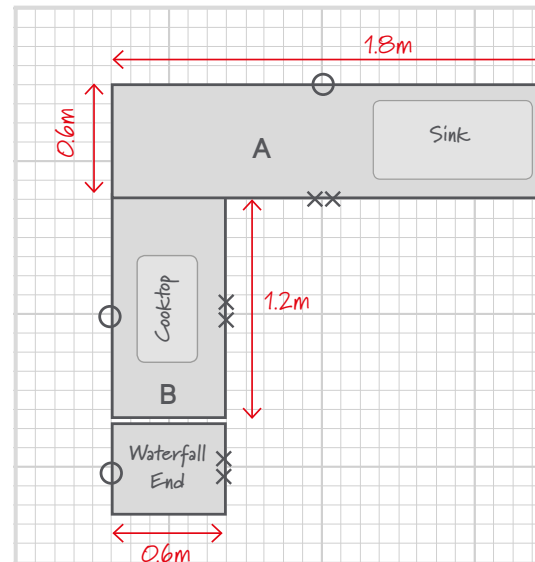 1.8m
0.6m
A
Sink
Cooktop
1.2m
B
Waterfall
End
0.6m